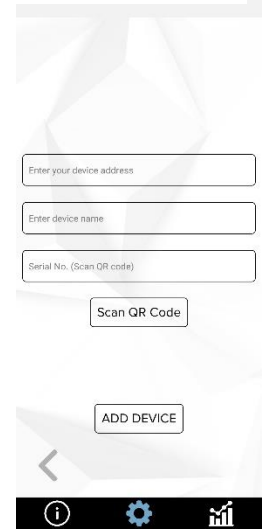 Enter your device address
Enter device name
Serial No. (Scan QR code)
Scan QR Code
ADD DEVICE